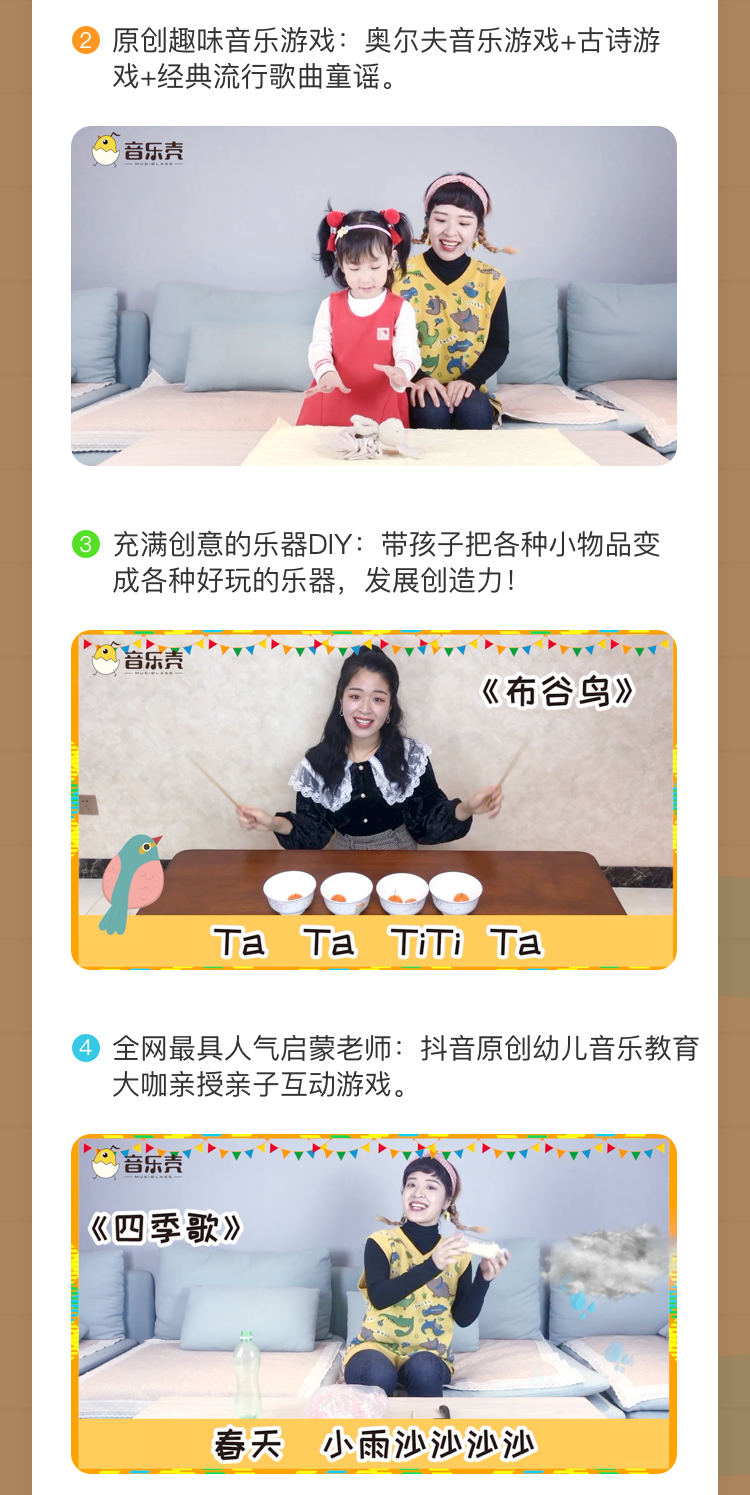 2 原创趣味音乐游戏：奥尔夫音乐游戏+古诗游
戏+经典流行歌曲童谣。
音乐壳
MUSIGLASS
3 充满创意的乐器DIY：带孩子把各种小物品变
成各种好玩的乐器，发展创造力！
音乐壳
MUSIGLASS
《布谷鸟》
Ta Ta TiTi Ta
4 全网最具人气启蒙老师：抖音原创幼儿音乐教育
大咖亲授亲子互动游戏。
音乐壳
MUSIGLASS
《四季歌》
春天 小雨沙沙沙沙